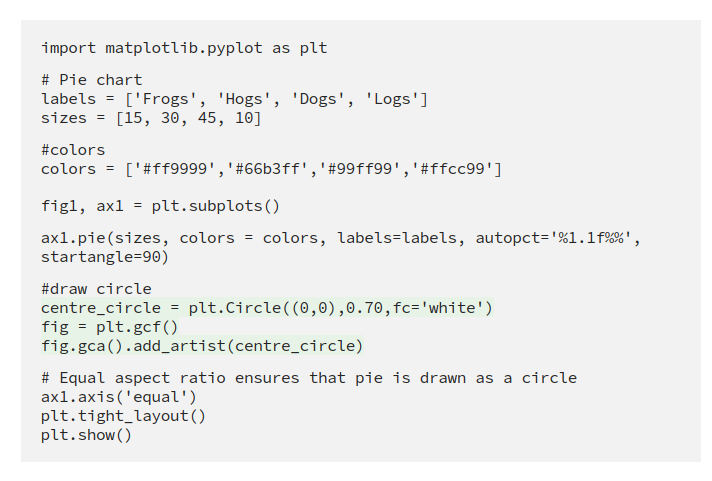 import matplotlib.pyplot as plt
# Pie chart
labels = ['Frogs', 'Hogs', 'Dogs', 'Logs']
sizes = [15, 30, 45, 10]
#colors
colors = ['#ff9999','#66b3ff','#99ff99','#ffcc99']
fig1, ax1 = plt.subplots()
ax1.pie(sizes, colors = colors, labels=labels, autopct='%1.1f%%',
startangle=90)
#draw circle
centre_circle = plt.Circle((0,0),0.70,fc='white')
fig = plt.gcf()
fig.gca().add_artist(centre_circle)
# Equal aspect ratio ensures that pie is drawn as a circle
ax1.axis('equal')
plt.tight_layout()
plt.show()